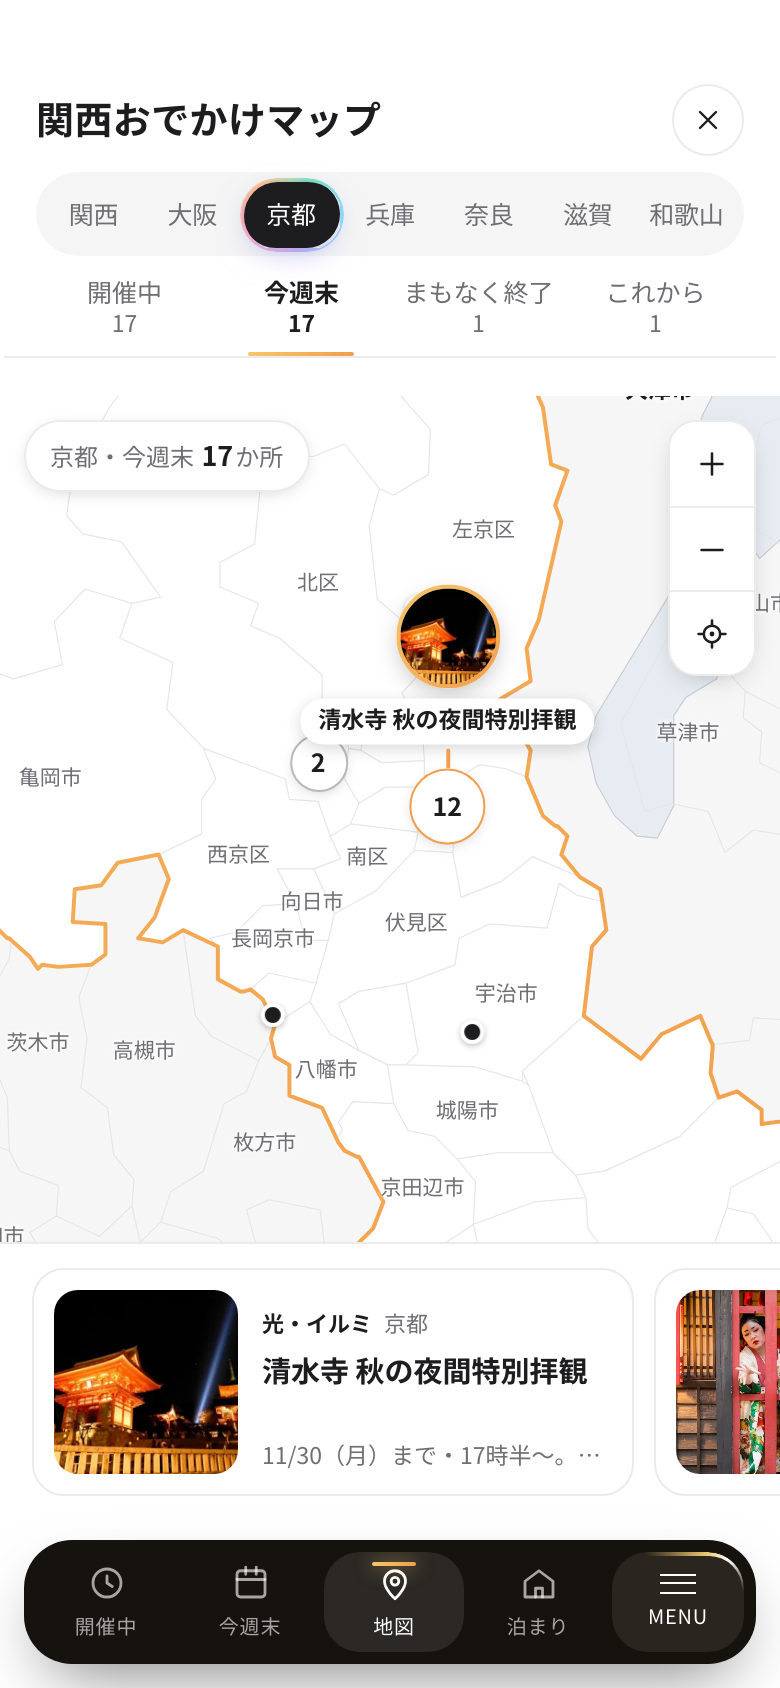 関西おでかけマップ
関西 大阪 京都 兵庫 奈良 滋賀 和歌山
開催中 今週末 まもなく終了 これから
17 17 1 1
京都・今週末 17か所
左京区
北区
清水寺 秋の夜間特別拝観
草津市
2
亀岡市
12
西京区
南区
向日市
伏見区
長岡京市
宇治市
茨木市
高槻市
八幡市
城陽市
枚方市
京田辺市
光・イルミ 京都
清水寺 秋の夜間特別拝観
11/30（月）まで・17時半〜。…
開催中 今週末 地図 泊まり MENU